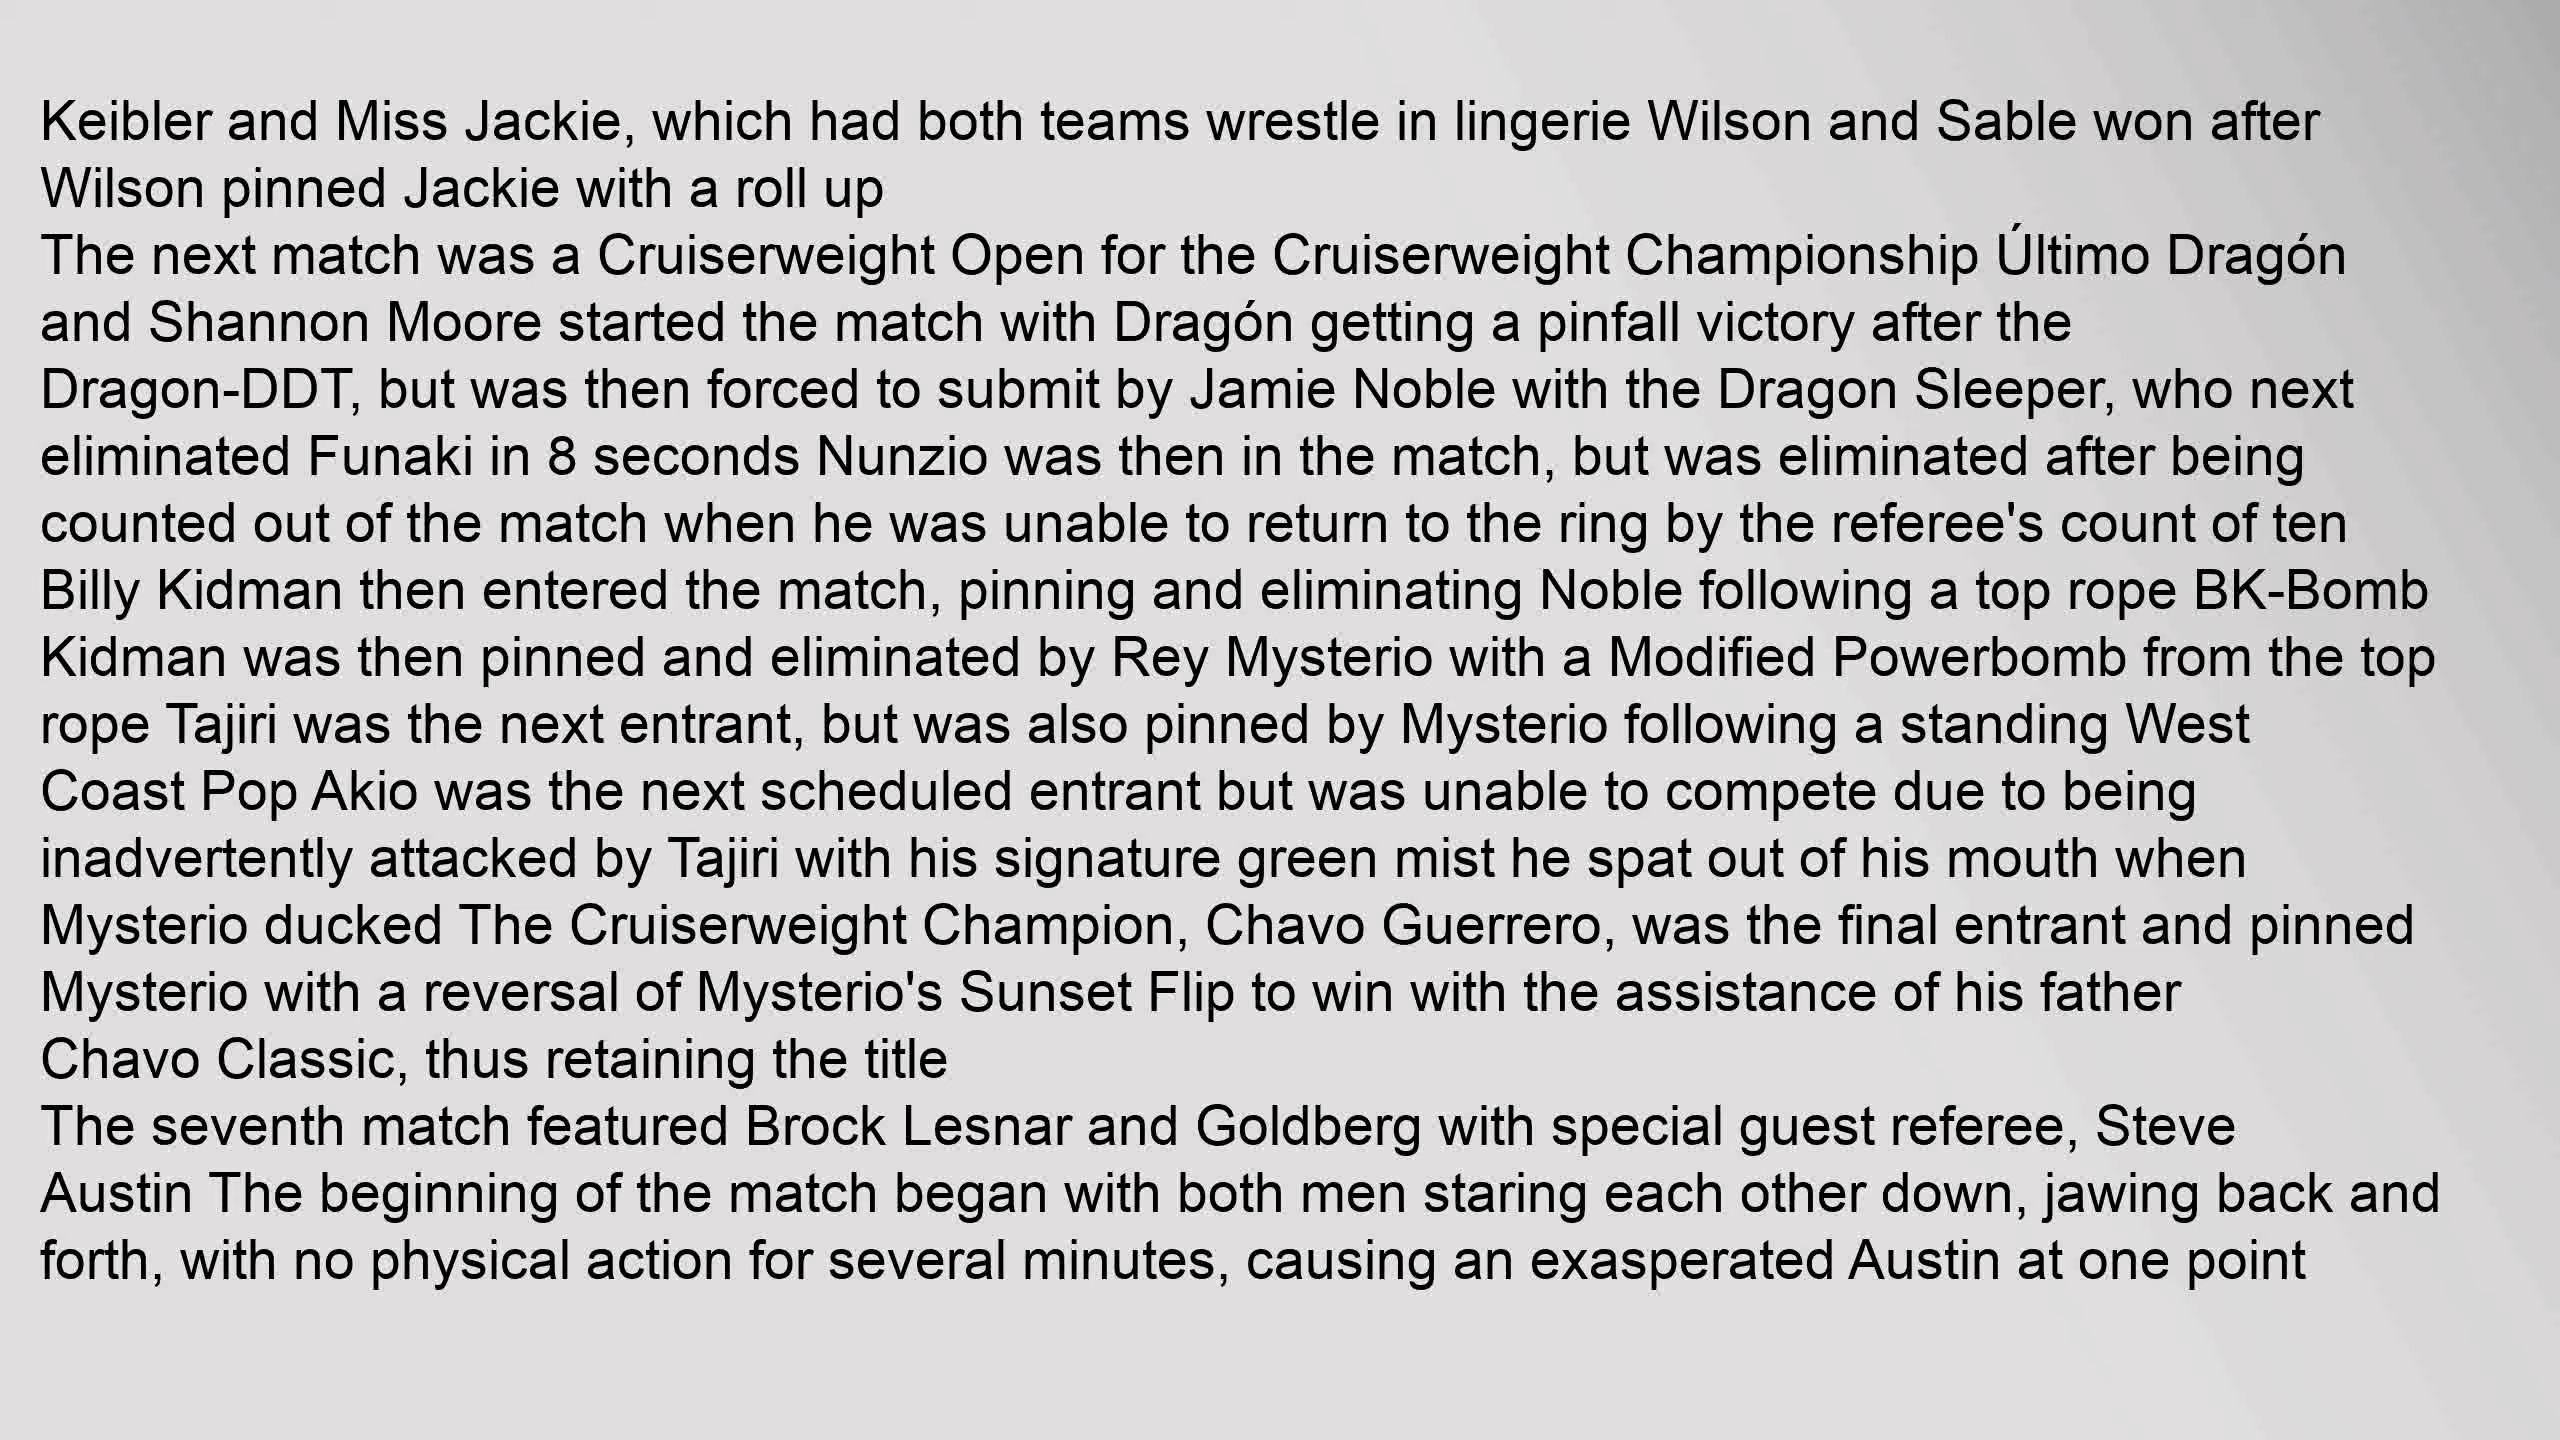 Keibler and Miss Jackie, which had both teams wrestle in lingerie Wilson and Sable won after
Wilson pinned Jackie with a roll up
The next match was a Cruiserweight Open for the Cruiserweight Championship Último Dragón
and Shannon Moore started the match with Dragón getting a pinfall victory after the
Dragon-DDT, but was then forced to submit by Jamie Noble with the Dragon Sleeper, who next
eliminated Funaki in 8 seconds Nunzio was then in the match, but was eliminated after being
counted out of the match when he was unable to return to the ring by the referee's count of ten
Billy Kidman then entered the match, pinning and eliminating Noble following a top rope BK-Bomb
Kidman was then pinned and eliminated by Rey Mysterio with a Modified Powerbomb from the top
rope Tajiri was the next entrant, but was also pinned by Mysterio following a standing West
Coast Pop Akio was the next scheduled entrant but was unable to compete due to being
inadvertently attacked by Tajiri with his signature green mist he spat out of his mouth when
Mysterio ducked The Cruiserweight Champion, Chavo Guerrero, was the final entrant and pinned
Mysterio with a reversal of Mysterio's Sunset Flip to win with the assistance of his father
Chavo Classic, thus retaining the title
The seventh match featured Brock Lesnar and Goldberg with special guest referee, Steve
Austin The beginning of the match began with both men staring each other down, jawing back and
forth, with no physical action for several minutes, causing an exasperated Austin at one point